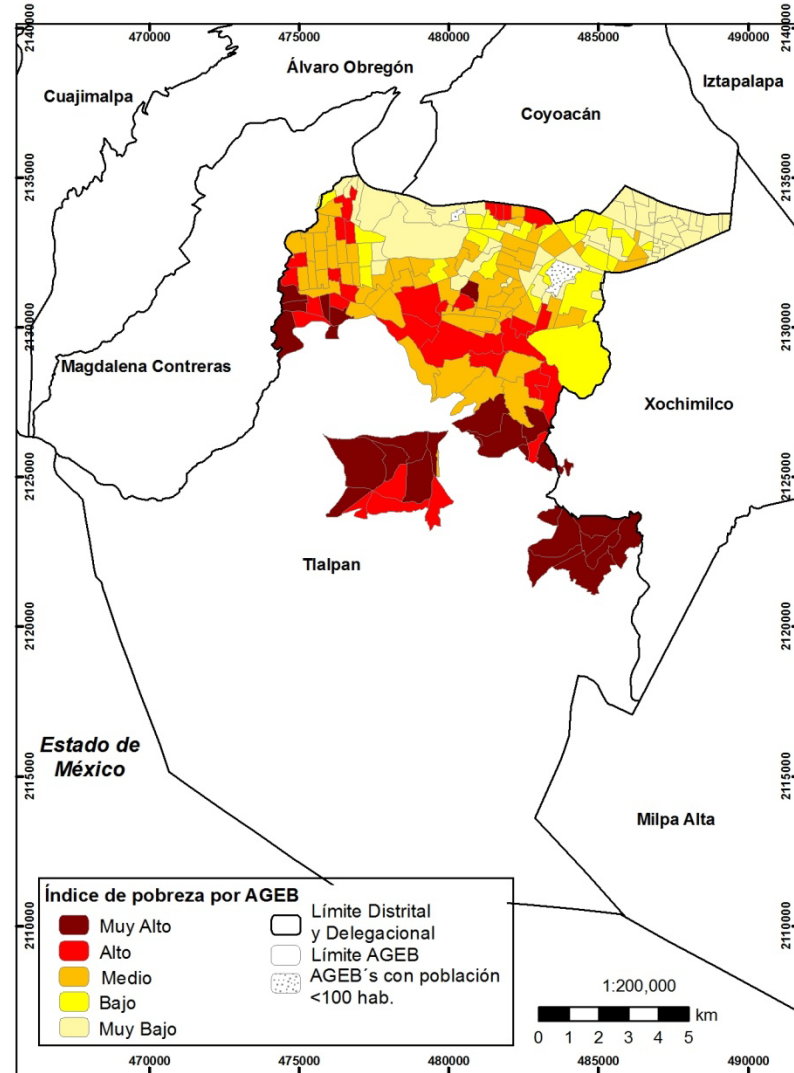 470000 475000 480000 485000 490000
2140000 2140000
Álvaro Obregón
Iztapalapa
Cuajimalpa
Coyoacán
2135000 2135000
2130000 2130000
Magdalena Contreras
Xochimilco
2125000 2125000
Tlalpan
2120000 2120000
Estado de
México
2115000 2115000
Milpa Alta
2110000 2110000
Índice de pobreza por AGEB
Muy Alto
Alto
Medio
Bajo
Muy Bajo
Límite Distrital
y Delegacional
Límite AGEB
AGEB´s con población
<100 hab.
1:200,000
km
0 1 2 3 4 5
470000 475000 480000 485000 490000